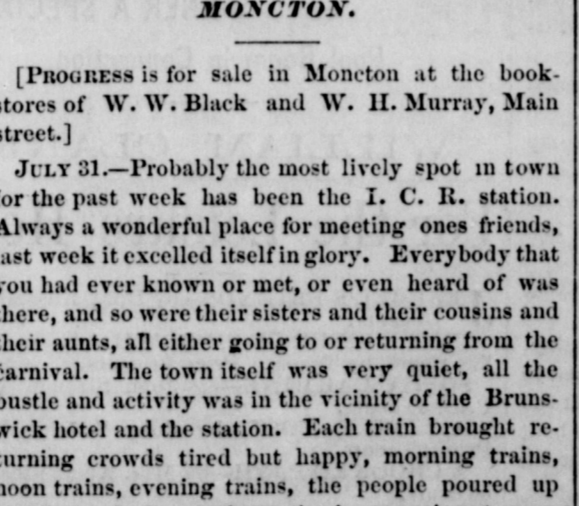 MONCTON.
[PROGRESS is for sale in Moncton at the book-
stores of W. W. Black and W. H. Murray, Main
street.]
JULY 31.—Probably the most lively spot in town
for the past week has been the I. C. R. station.
Always a wonderful place for meeting ones friends,
last week it excelled itself in glory. Everybody that
you had ever known or met, or even heard of was
there, and so were their sisters and their cousins and
their aunts, all either going to or returning from the
carnival. The town itself was very quiet, all the
bustle and activity was in the vicinity of the Bruns-
wick hotel and the station. Each train brought re-
turning crowds tired but happy, morning trains,
noon trains, evening trains, the people poured up